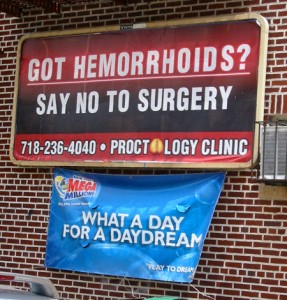 GOT HEMORRHOIDS?
SAY NO TO SURGERY
718-236-4040 • PROCTOLOGY CLINIC
MEGA
MILLIONS
WHAT A DAY
FOR A DAYDREAM
PLAY TO DREAM